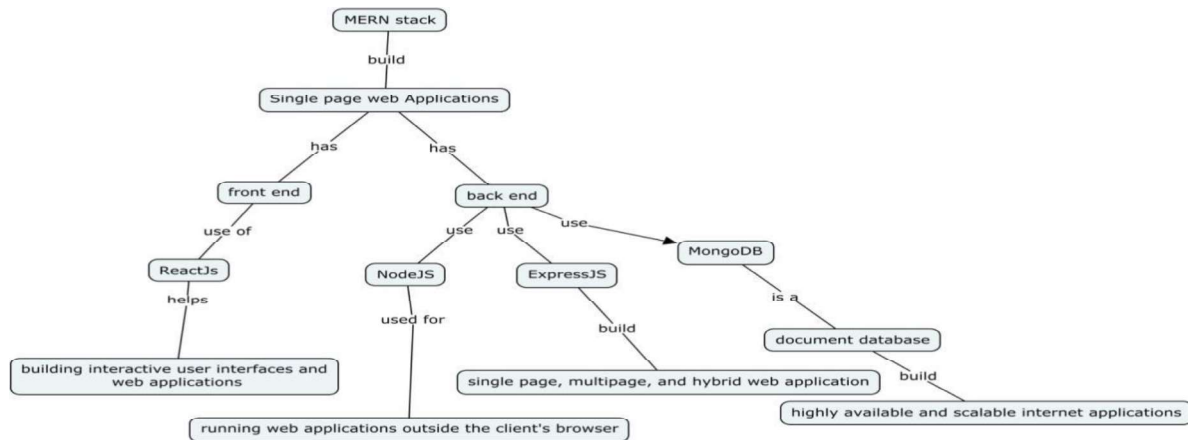 MERN stack
build
Single page web Applications
has
has
front end
back end
use of
use
use
use
MongoDB
ReactJs
NodeJS
ExpressJS
helps
is a
used for
build
document database
building interactive user interfaces and
web applications
single page, multipage, and hybrid web application
build
highly available and scalable internet applications
running web applications outside the client's browser